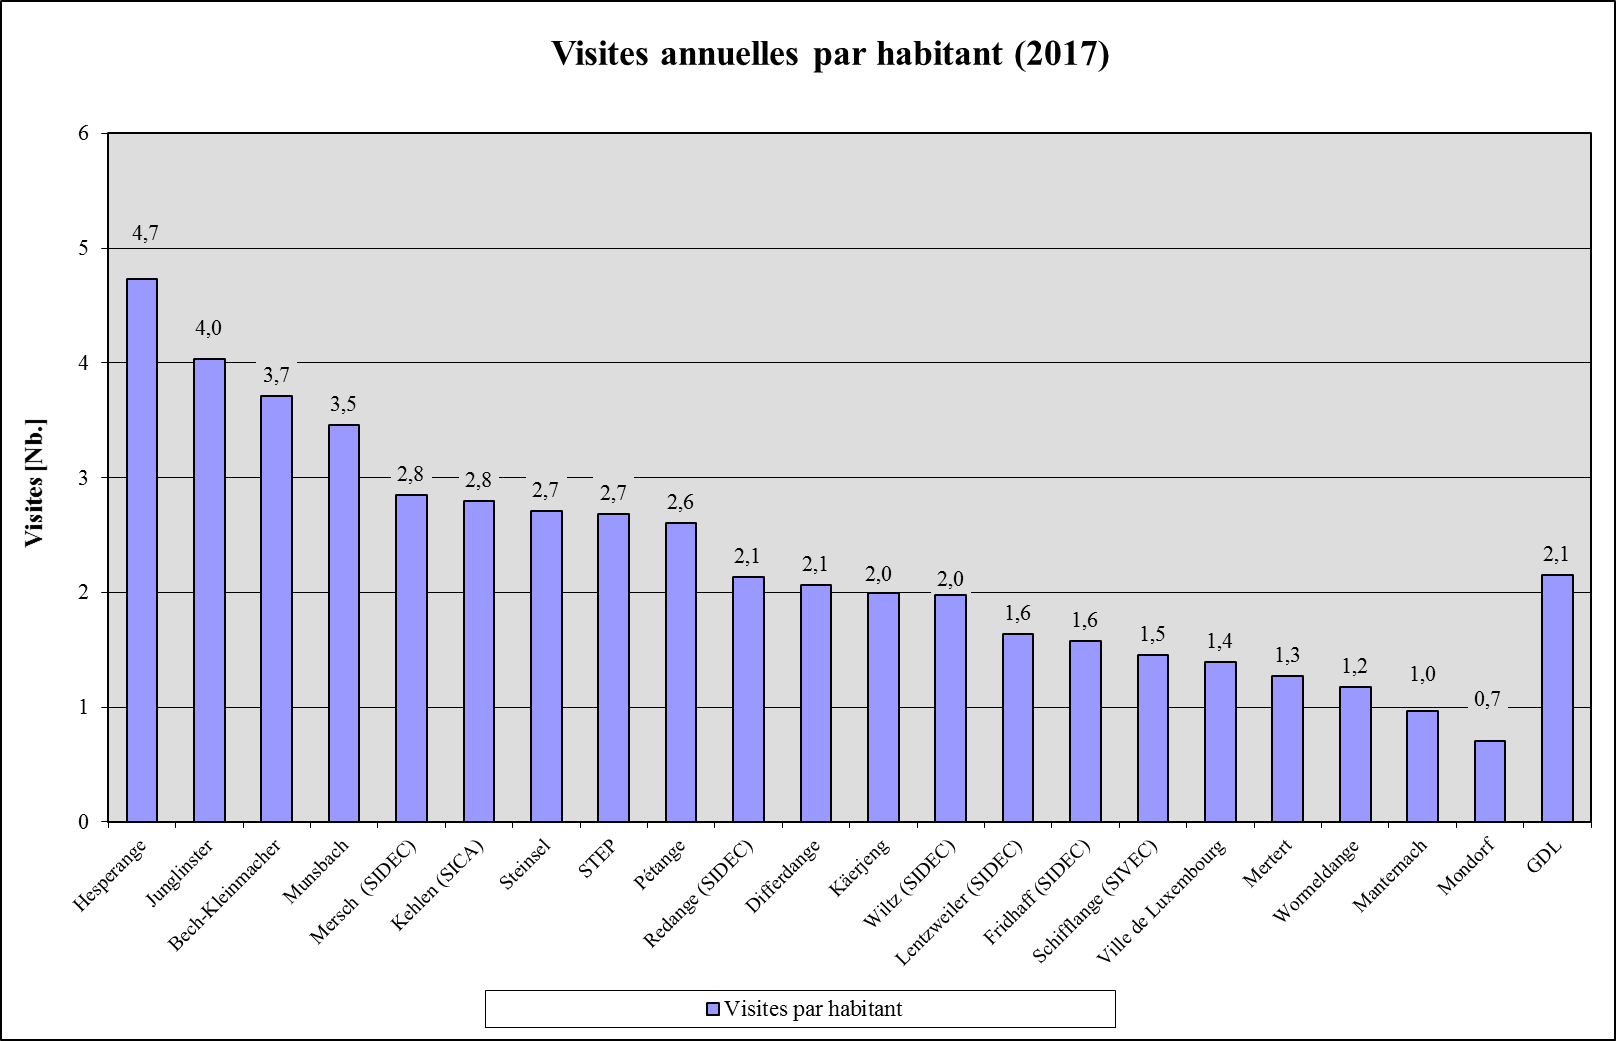 Visites annuelles par habitant (2017)
Visites [Nb.]
6
5
4
3
2
1
0
4,7
4,0
3,7
3,5
2,8
2,8
2,7
2,7
2,6
2,1
2,1
2,0
2,0
1,6
1,6
1,5
1,4
1,3
1,2
1,0
0,7
2,1
Hesperange
Junglinster
Bech-Kleinmacher
Munsbach
Mersch (SIDEC)
Kehlen (SICA)
Steinsel
STEP
Pétange
Redange (SIDEC)
Differdange
Käerjeng
Wiltz (SIDEC)
Lentzweiler (SIDEC)
Fridhaff (SIDEC)
Schifflange (SIVEC)
Ville de Luxembourg
Mertert
Wormeldange
Manternach
Mondorf
GDL
Visites par habitant